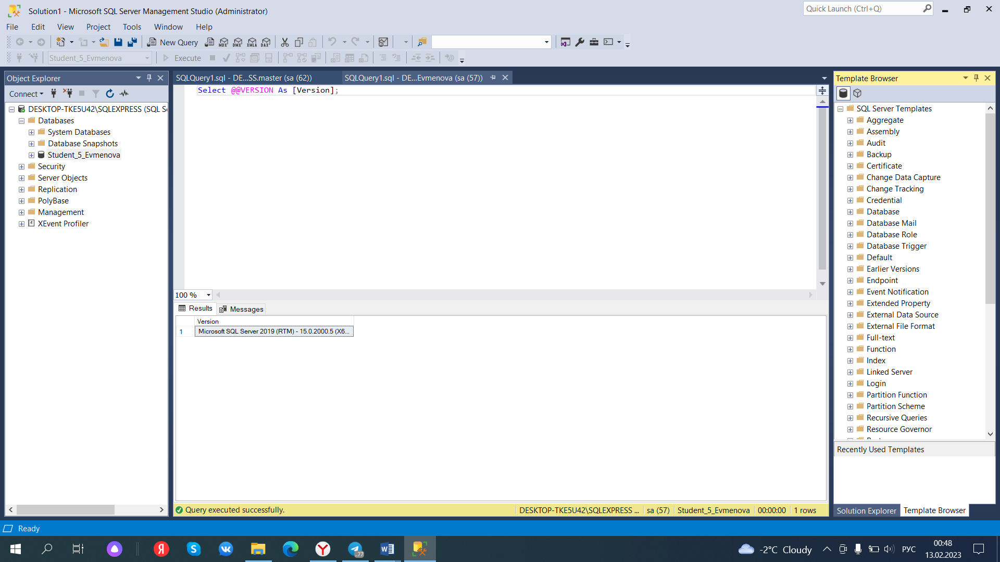 Solution1 - Microsoft SQL Server Management Studio (Administrator)
Quick Launch (Ctrl+Q)
File Edit View Project Tools Window Help
New Query MDX DMX XMLA DAX
Student_5_Evmenova Execute
Object Explorer
Connect
DESKTOP-TKE5U42\SQLEXPRESS (SQL S
Databases
System Databases
Database Snapshots
Student_5_Evmenova
Security
Server Objects
Replication
PolyBase
Management
XEvent Profiler
SQLQuery1.sql - DE...SS.master (sa (62))
SQLQuery1.sql - DE...Evmenova (sa (57))
Select @@VERSION As [Version];
100 %
Results Messages
Version
1 Microsoft SQL Server 2019 (RTM) - 15.0.2000.5 (X6...
Query executed successfully.
DESKTOP-TKE5U42\SQLEXPRESS ... sa (57) Student_5_Evmenova 00:00:00 1 rows
Template Browser
SQL Server Templates
Aggregate
Assembly
Audit
Backup
Certificate
Change Data Capture
Change Tracking
Credential
Database
Database Mail
Database Role
Database Trigger
Default
Earlier Versions
Endpoint
Event Notification
Extended Property
External Data Source
External File Format
Full-text
Function
Index
Linked Server
Login
Partition Function
Partition Scheme
Recursive Queries
Resource Governor
Recently Used Templates
Solution Explorer Template Browser
Ready
Я
77
-2°C Cloudy
РУС
00:48
13.02.2023